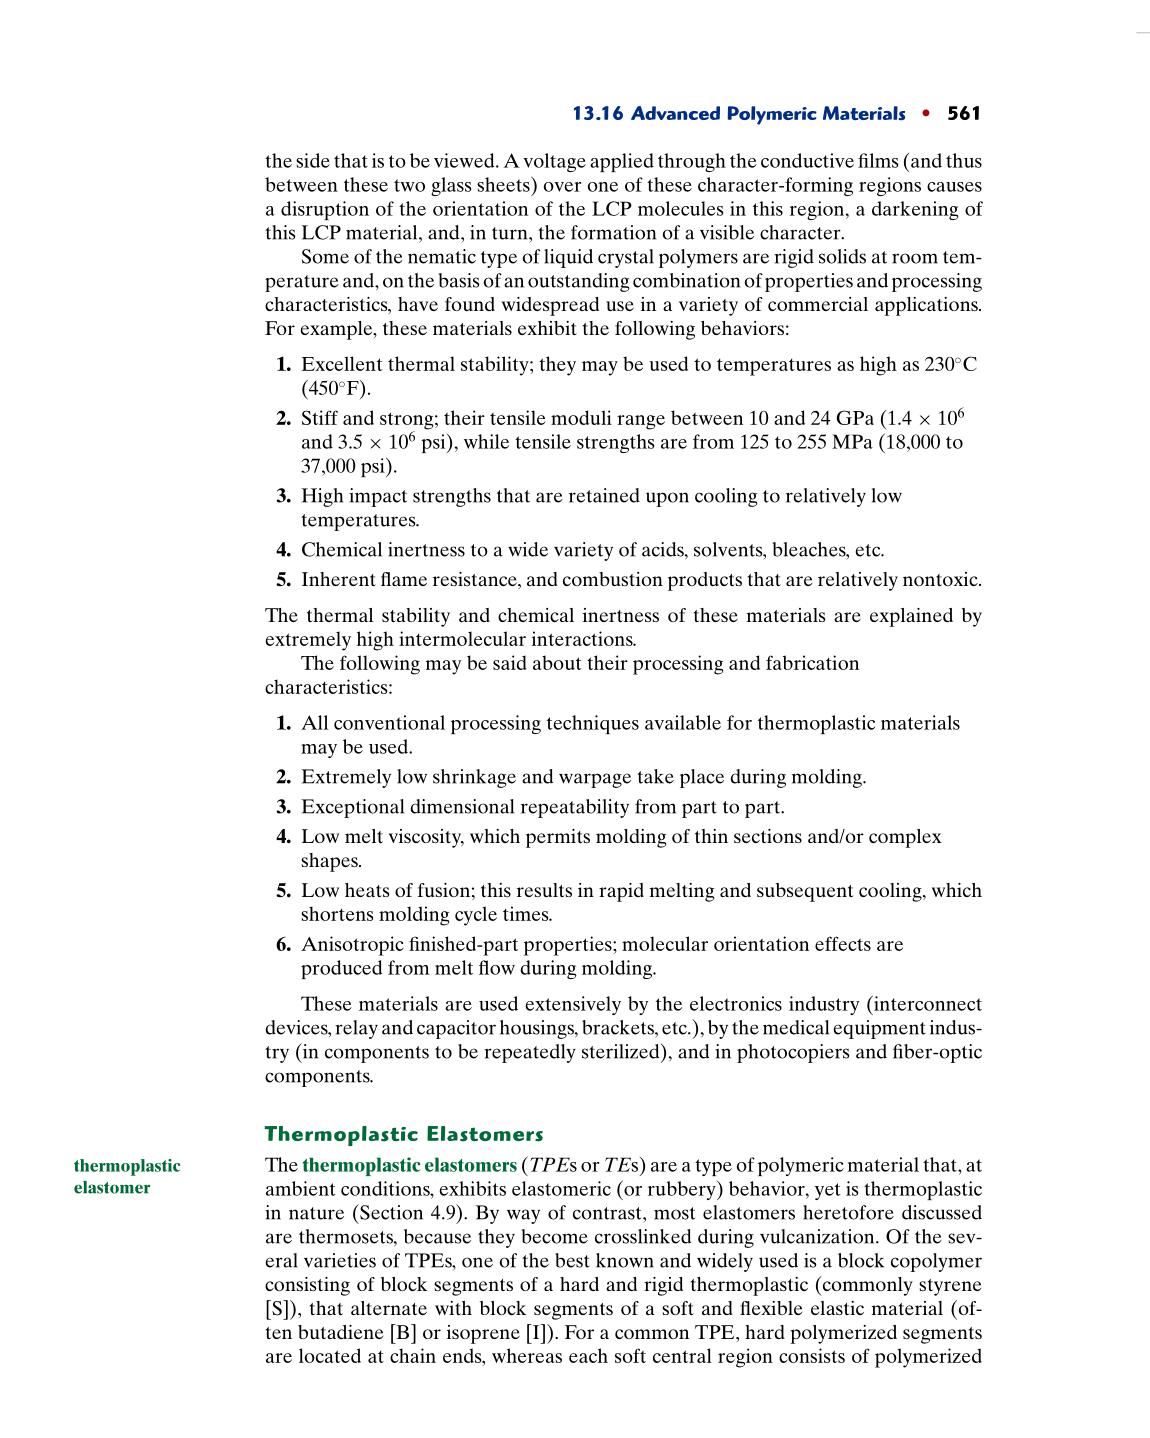 13.16 Advanced Polymeric Materials • 561
the side that is to be viewed. A voltage applied through the conductive films (and thus
between these two glass sheets) over one of these character-forming regions causes
a disruption of the orientation of the LCP molecules in this region, a darkening of
this LCP material, and, in turn, the formation of a visible character.
Some of the nematic type of liquid crystal polymers are rigid solids at room tem-
perature and, on the basis of an outstanding combination of properties and processing
characteristics, have found widespread use in a variety of commercial applications.
For example, these materials exhibit the following behaviors:
1. Excellent thermal stability; they may be used to temperatures as high as 230°C
(450°F).
2. Stiff and strong; their tensile moduli range between 10 and 24 GPa (1.4 × 10⁶
and 3.5 × 10⁶ psi), while tensile strengths are from 125 to 255 MPa (18,000 to
37,000 psi).
3. High impact strengths that are retained upon cooling to relatively low
temperatures.
4. Chemical inertness to a wide variety of acids, solvents, bleaches, etc.
5. Inherent flame resistance, and combustion products that are relatively nontoxic.
The thermal stability and chemical inertness of these materials are explained by
extremely high intermolecular interactions.
The following may be said about their processing and fabrication
characteristics:
1. All conventional processing techniques available for thermoplastic materials
may be used.
2. Extremely low shrinkage and warpage take place during molding.
3. Exceptional dimensional repeatability from part to part.
4. Low melt viscosity, which permits molding of thin sections and/or complex
shapes.
5. Low heats of fusion; this results in rapid melting and subsequent cooling, which
shortens molding cycle times.
6. Anisotropic finished-part properties; molecular orientation effects are
produced from melt flow during molding.
These materials are used extensively by the electronics industry (interconnect
devices, relay and capacitor housings, brackets, etc.), by the medical equipment indus-
try (in components to be repeatedly sterilized), and in photocopiers and fiber-optic
components.
Thermoplastic Elastomers
thermoplastic
elastomer
The thermoplastic elastomers (TPEs or TEs) are a type of polymeric material that, at
ambient conditions, exhibits elastomeric (or rubbery) behavior, yet is thermoplastic
in nature (Section 4.9). By way of contrast, most elastomers heretofore discussed
are thermosets, because they become crosslinked during vulcanization. Of the sev-
eral varieties of TPEs, one of the best known and widely used is a block copolymer
consisting of block segments of a hard and rigid thermoplastic (commonly styrene
[S]), that alternate with block segments of a soft and flexible elastic material (of-
ten butadiene [B] or isoprene [I]). For a common TPE, hard polymerized segments
are located at chain ends, whereas each soft central region consists of polymerized